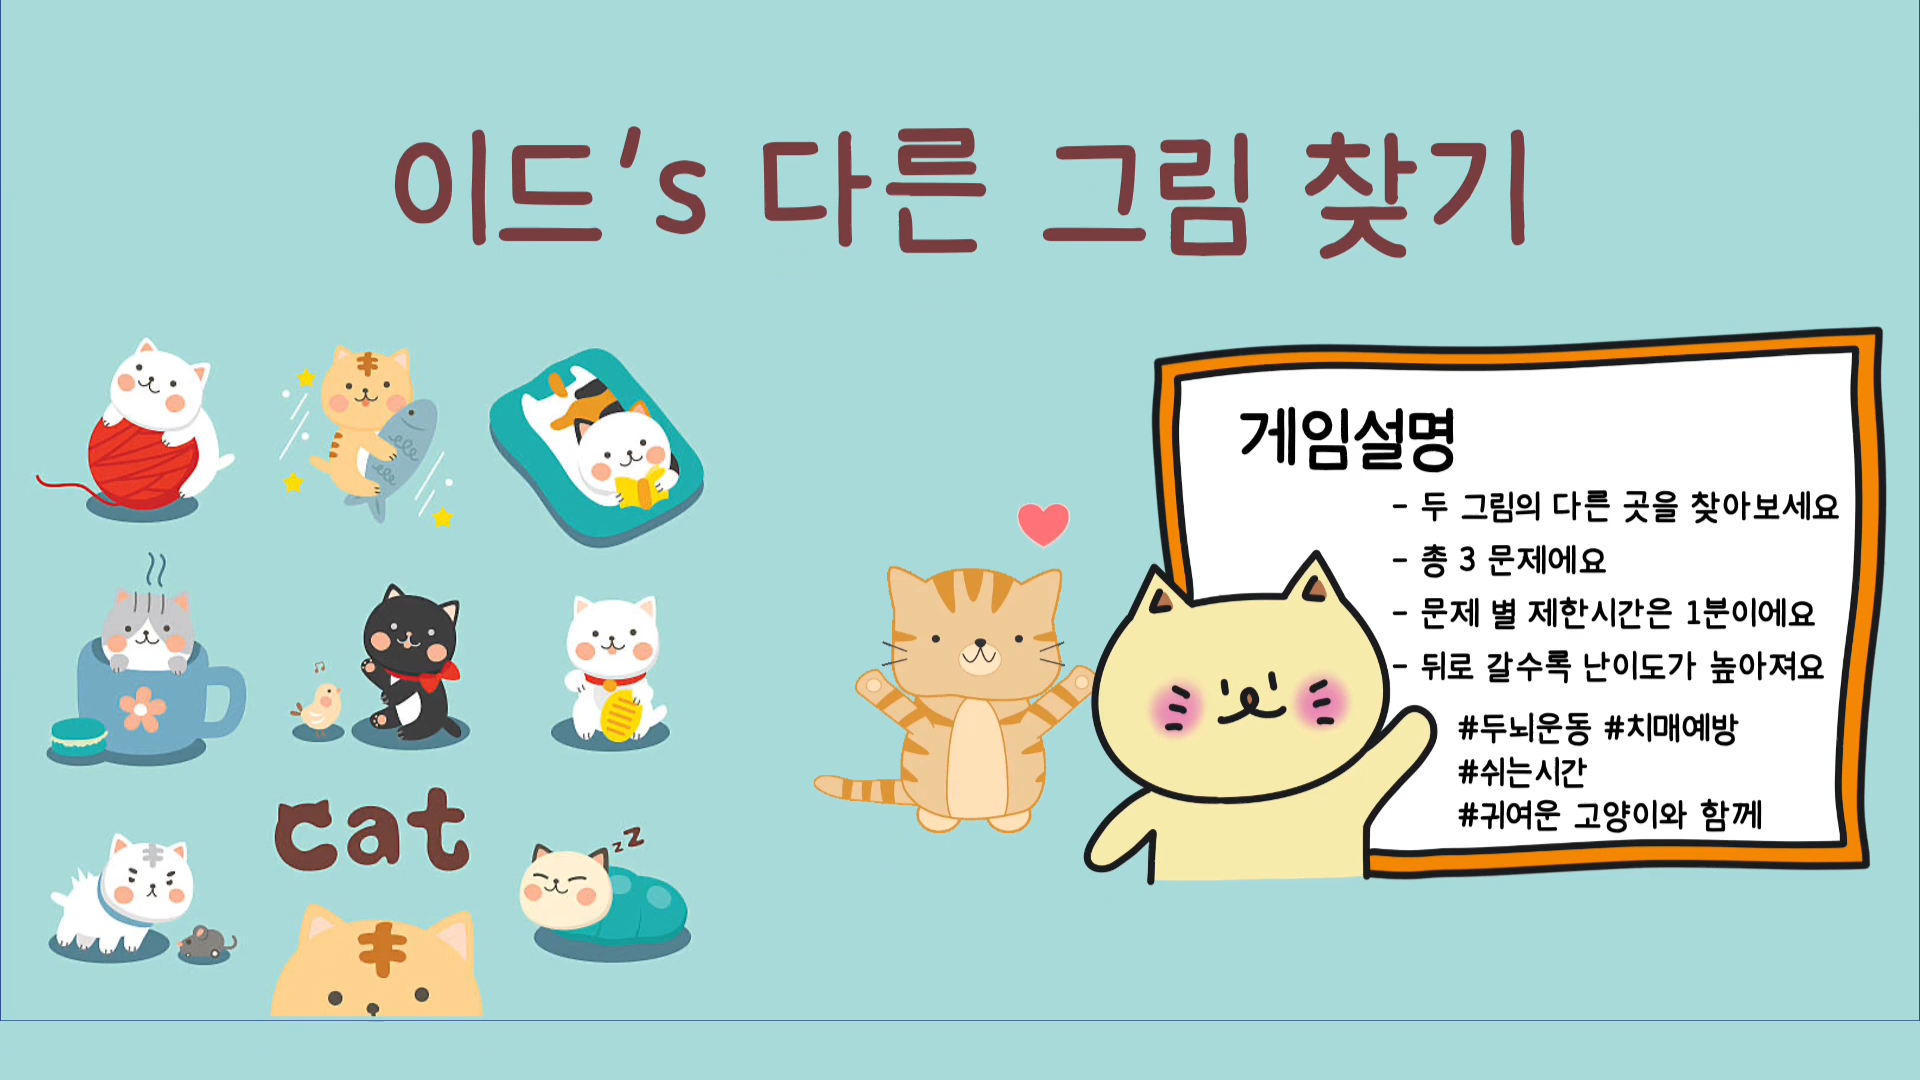 이드's 다른 그림 찾기
게임설명
- 두 그림의 다른 곳을 찾아보세요
- 총 3 문제에요
- 문제 별 제한시간은 1분이에요
- 뒤로 갈수록 난이도가 높아져요
#두뇌운동 #치매예방
#쉬는시간
#귀여운 고양이와 함께
cat
z z